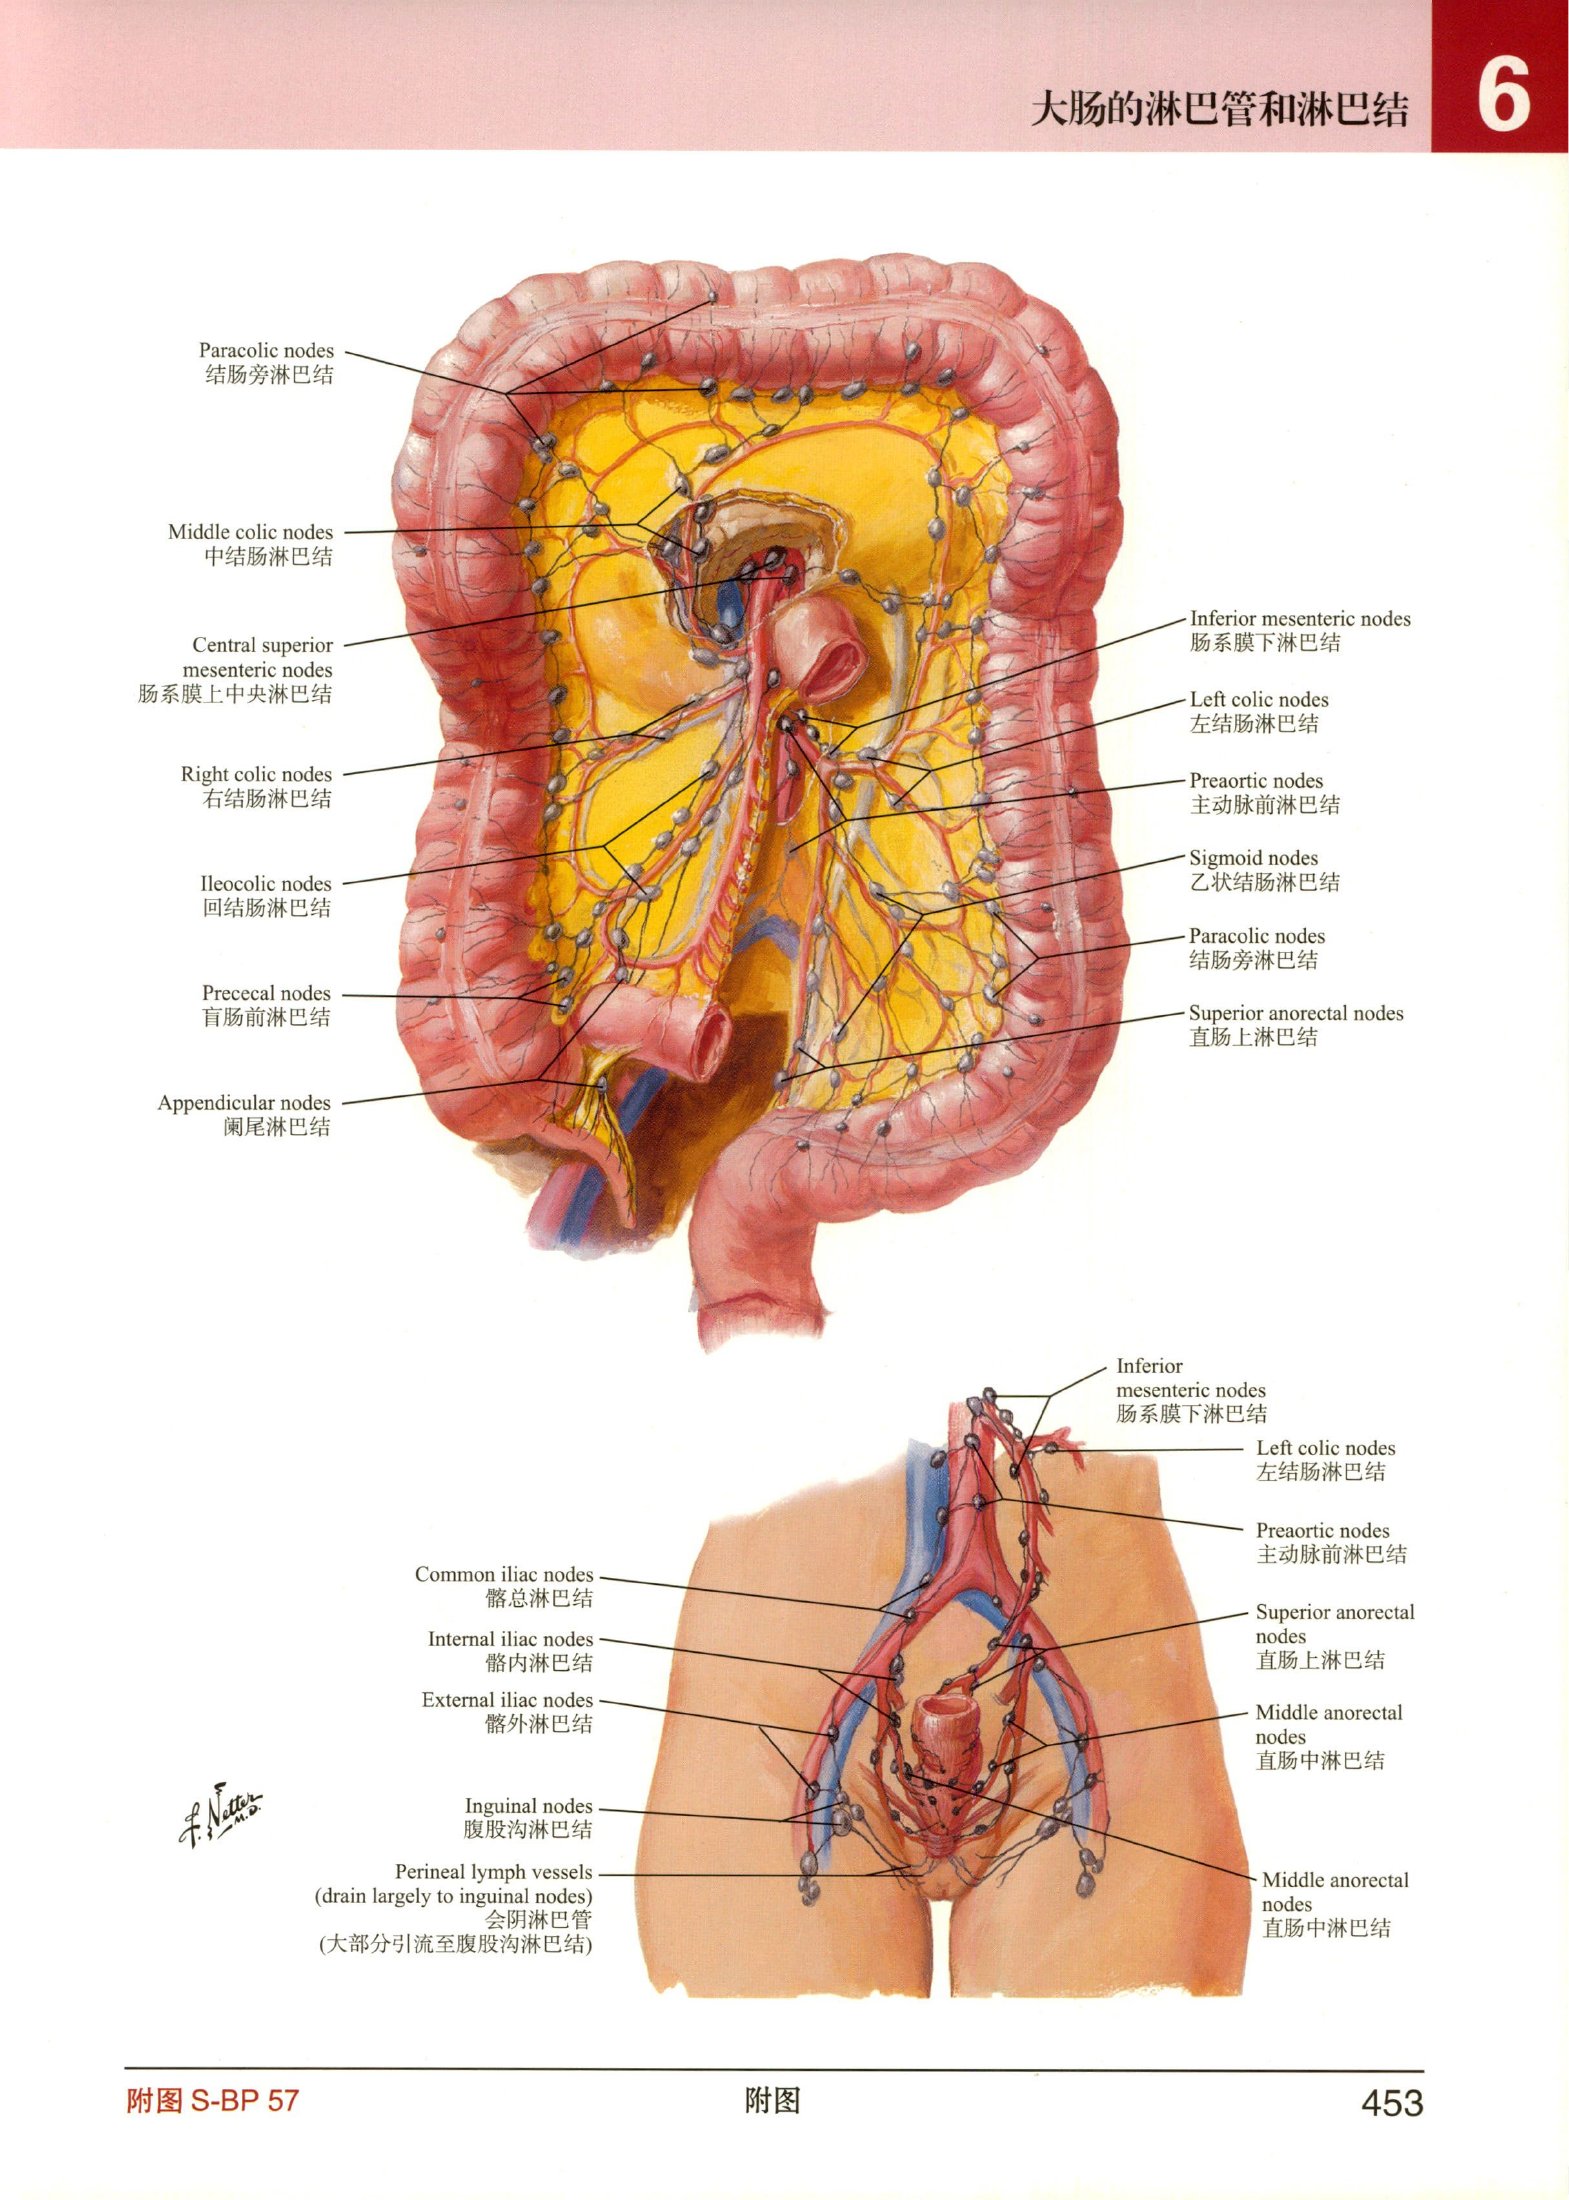 大肠的淋巴管和淋巴结
6
Paracolic nodes
结肠旁淋巴结
Middle colic nodes
中结肠淋巴结
Central superior
mesenteric nodes
肠系膜上中央淋巴结
Right colic nodes
右结肠淋巴结
Ileocolic nodes
回结肠淋巴结
Prececal nodes
盲肠前淋巴结
Appendicular nodes
阑尾淋巴结
Inferior mesenteric nodes
肠系膜下淋巴结
Left colic nodes
左结肠淋巴结
Preaortic nodes
主动脉前淋巴结
Sigmoid nodes
乙状结肠淋巴结
Paracolic nodes
结肠旁淋巴结
Superior anorectal nodes
直肠上淋巴结
Inferior
mesenteric nodes
肠系膜下淋巴结
Left colic nodes
左结肠淋巴结
Preaortic nodes
主动脉前淋巴结
Superior anorectal
nodes
直肠上淋巴结
Middle anorectal
nodes
直肠中淋巴结
Middle anorectal
nodes
直肠中淋巴结
Common iliac nodes
髂总淋巴结
Internal iliac nodes
髂内淋巴结
External iliac nodes
髂外淋巴结
Inguinal nodes
腹股沟淋巴结
Perineal lymph vessels
(drain largely to inguinal nodes)
会阴淋巴管
(大部分引流至腹股沟淋巴结)
F. Netter
M.D.
附图 S-BP 57
附图
453